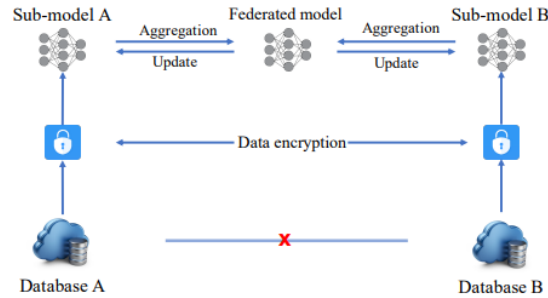 Sub-model A
Federated model
Sub-model B
Aggregation
Aggregation
Update
Update
Data encryption
X
Database A
Database B